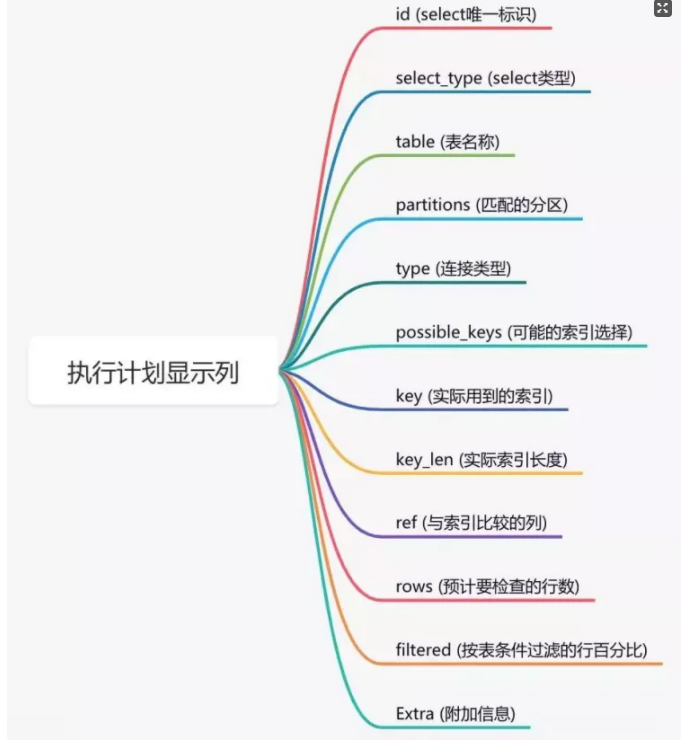 id (select唯一标识)
select_type (select类型)
table (表名称)
partitions (匹配的分区)
type (连接类型)
possible_keys (可能的索引选择)
执行计划显示列
key (实际用到的索引)
key_len (实际索引长度)
ref (与索引比较的列)
rows (预计要检查的行数)
filtered (按表条件过滤的行百分比)
Extra (附加信息)